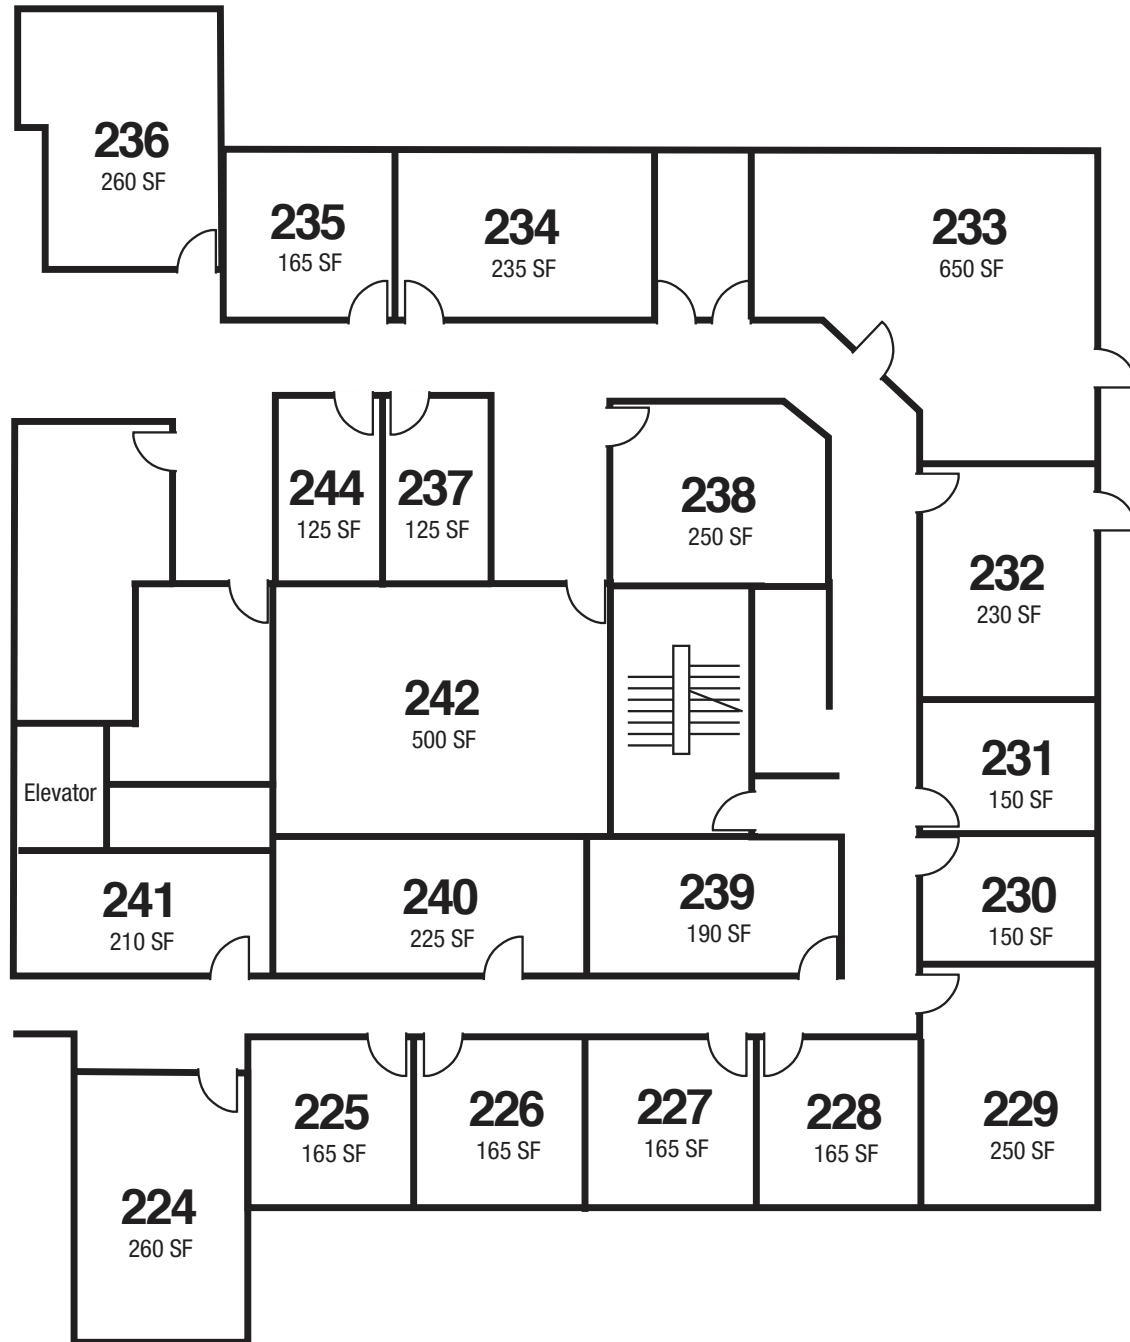 236
260 SF
235
165 SF
234
235 SF
233
650 SF
244
125 SF
237
125 SF
238
250 SF
232
230 SF
242
500 SF
231
150 SF
Elevator
241
210 SF
240
225 SF
239
190 SF
230
150 SF
225
165 SF
226
165 SF
227
165 SF
228
165 SF
229
250 SF
224
260 SF